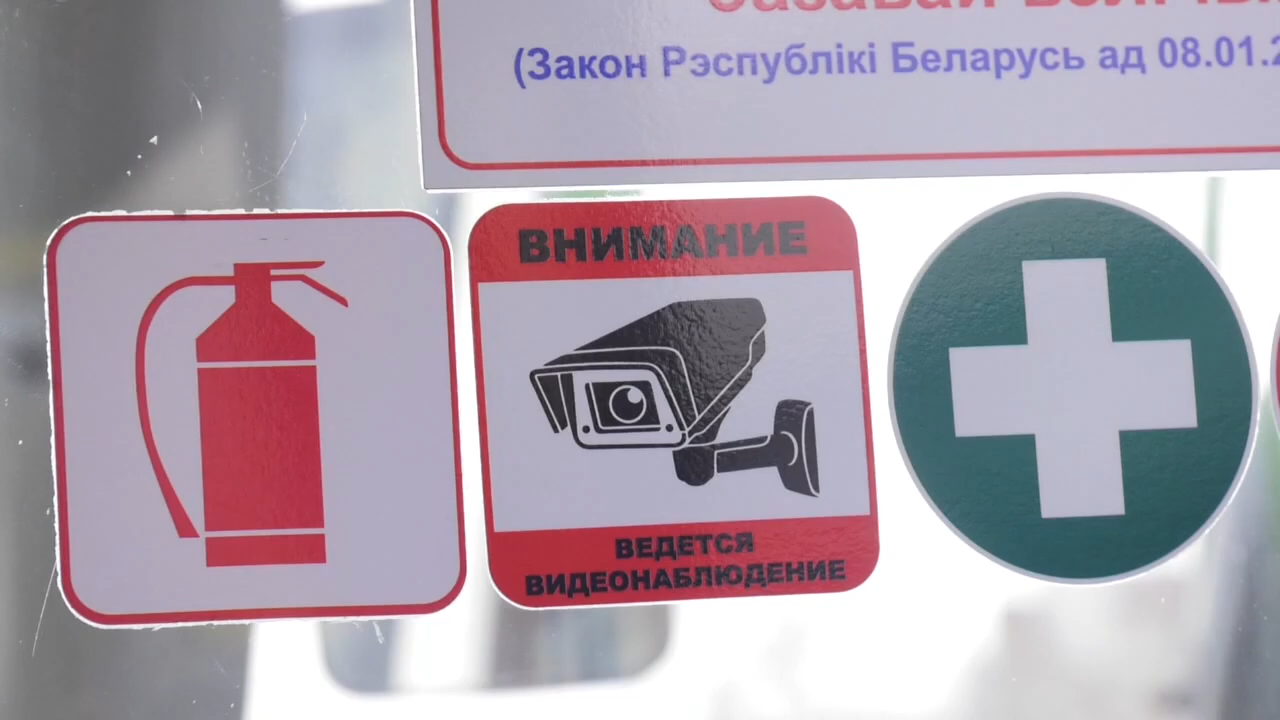 (Закон Рэспублікі Беларусь ад 08.01.2
ВНИМАНИЕ
ВЕДЕТСЯ
ВИДЕОНАБЛЮДЕНИЕ